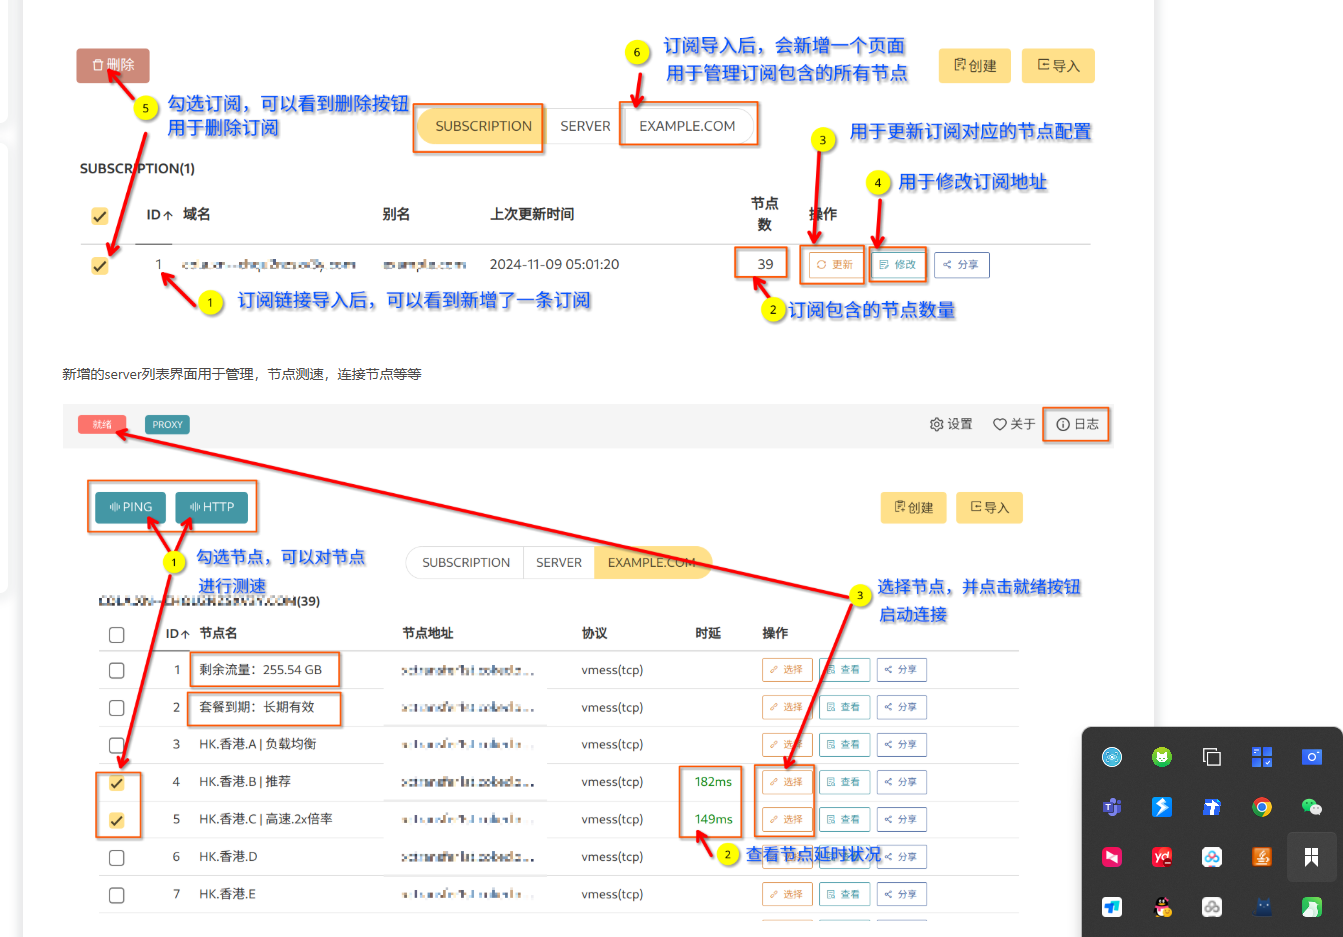 删除
创建
导入
6
订阅导入后，会新增一个页面
用于管理订阅包含的所有节点
5
勾选订阅，可以看到删除按钮
用于删除订阅
SUBSCRIPTION
SERVER
EXAMPLE.COM
3
用于更新订阅对应的节点配置
4
用于修改订阅地址
SUBSCRIPTION(1)
ID↑ 域名 别名 上次更新时间 节点数 操作
1 2024-11-09 05:01:20 39 更新 修改 分享
1
订阅链接导入后，可以看到新增了一条订阅
2
订阅包含的节点数量
新增的server列表界面用于管理，节点测速，连接节点等等
就绪 PROXY 设置 关于 日志
PING HTTP 创建 导入
1
勾选节点，可以对节点
进行测速
SUBSCRIPTION SERVER EXAMPLE.COM
3
选择节点，并点击就绪按钮
启动连接
(39)
ID↑ 节点名 节点地址 协议 时延 操作
1 剩余流量：255.54 GB vmess(tcp) 选择 查看 分享
2 套餐到期：长期有效 vmess(tcp) 选择 查看 分享
3 HK.香港.A | 负载均衡 vmess(tcp) 选择 查看 分享
4 HK.香港.B | 推荐 vmess(tcp) 182ms 选择 查看 分享
5 HK.香港.C | 高速.2x倍率 vmess(tcp) 149ms 选择 查看 分享
2
查看节点延时状况
6 HK.香港.D vmess(tcp) 分享
7 HK.香港.E vmess(tcp) 选择 查看 分享